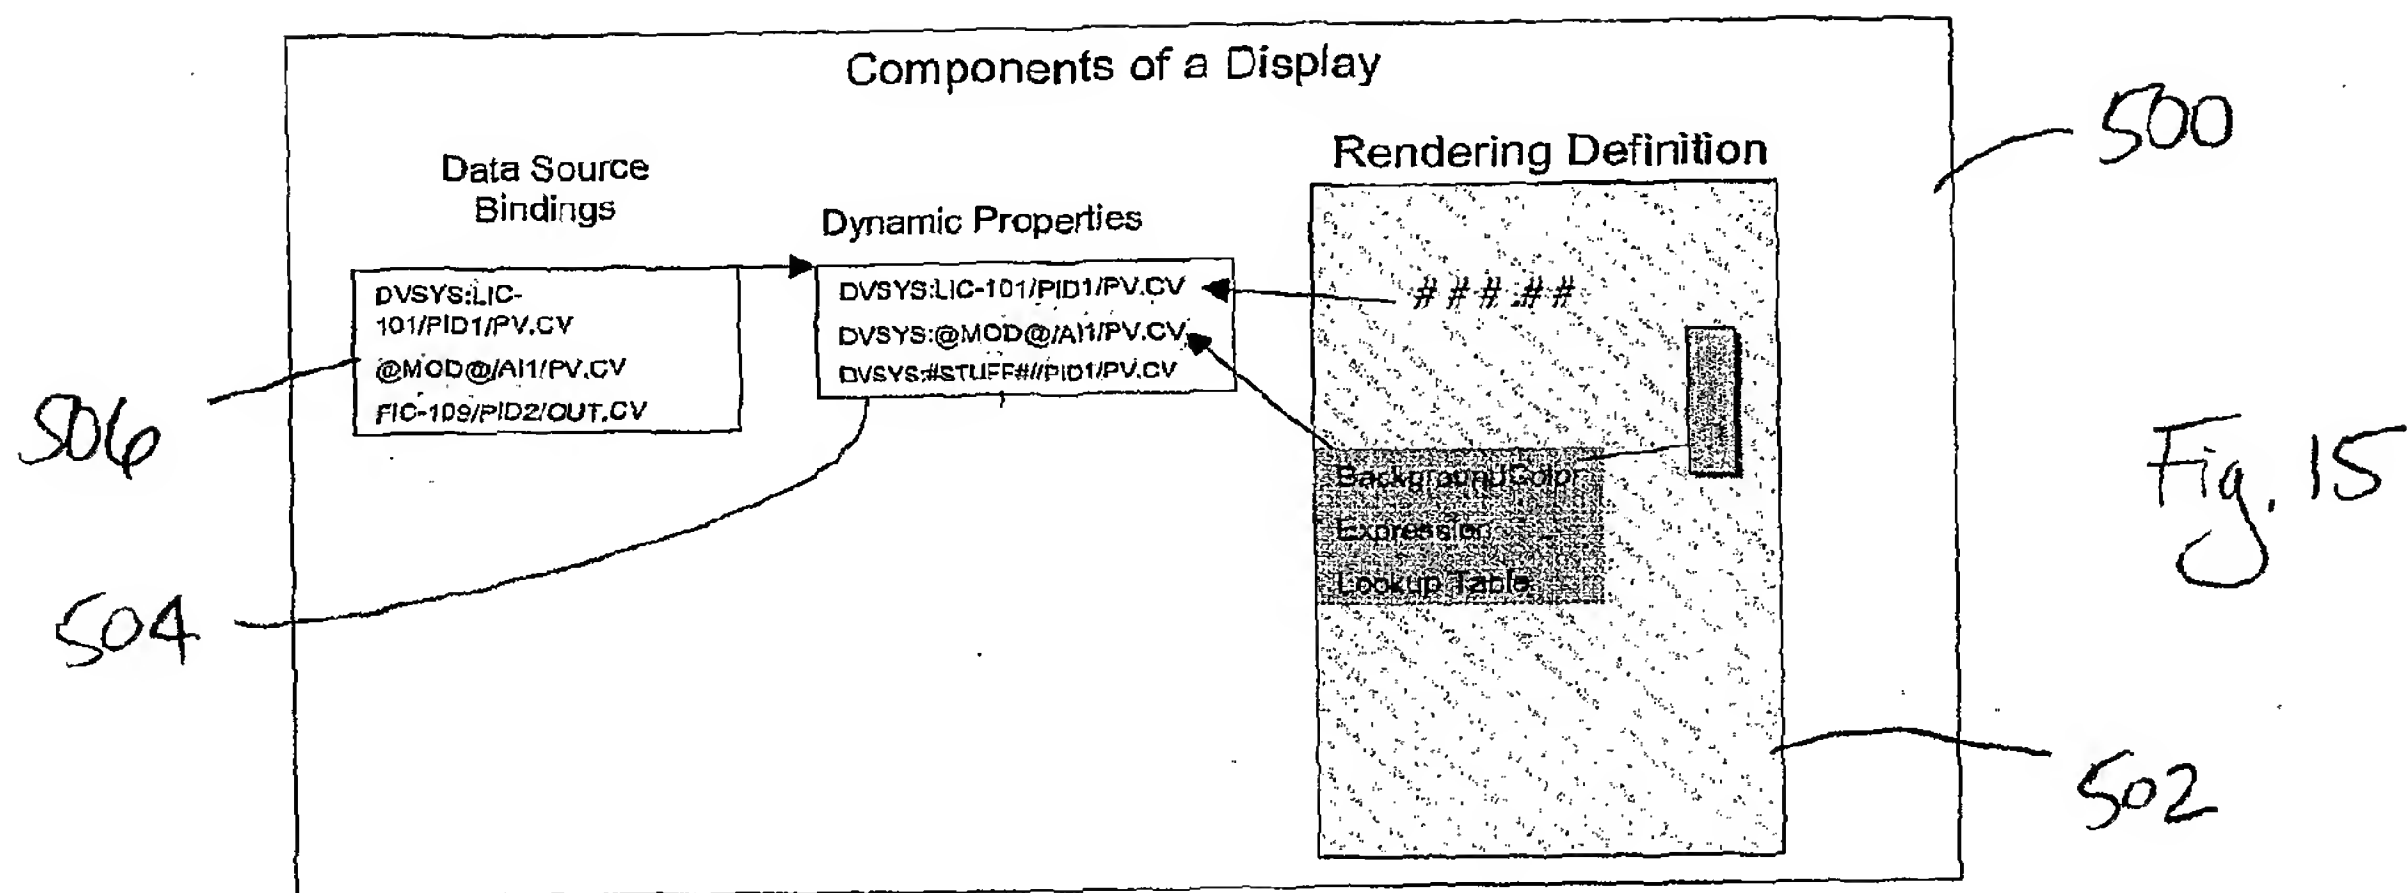 Components of a Display
500
Data Source
Bindings
Dynamic Properties
Rendering Definition
DVSYS:LIC-
101/PID1/PV.CV
@MOD@/AI1/PV.CV
FIC-109/PID2/OUT.CV
DVSYS:LIC-101/PID1/PV.CV
DVSYS:@MOD@/AI1/PV.CV
DVSYS:#STUFF#//PID1/PV.CV
###.##
BackgroundColor
Expression
Lookup Table
506
504
502
Fig. 15